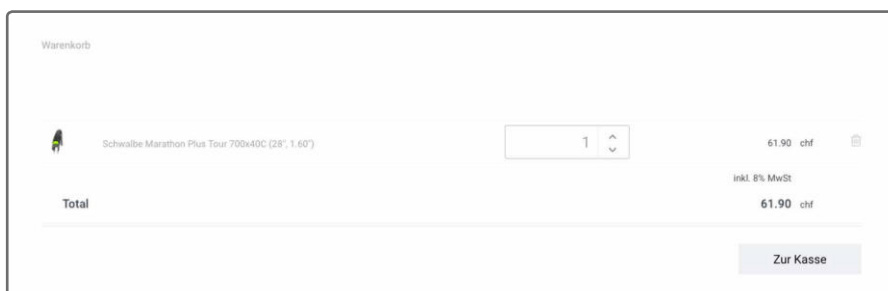 Warenkorb
Schwalbe Marathon Plus Tour 700x40C (28", 1.60") 1 61.90 chf
inkl. 8% MwSt
Total 61.90 chf
Zur Kasse